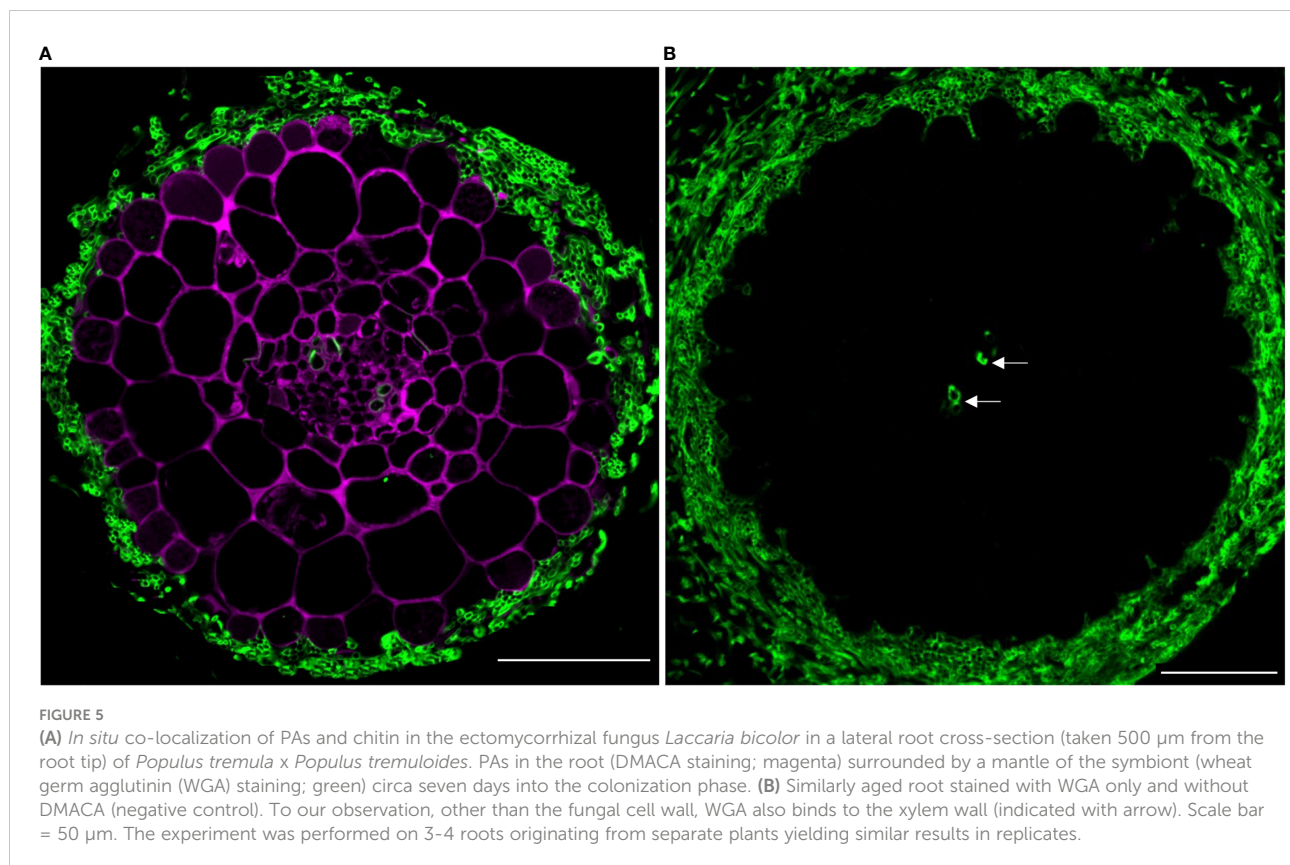 A
B
FIGURE 5
(A) In situ co-localization of PAs and chitin in the ectomycorrhizal fungus Laccaria bicolor in a lateral root cross-section (taken 500 µm from the
root tip) of Populus tremula x Populus tremuloides. PAs in the root (DMACA staining; magenta) surrounded by a mantle of the symbiont (wheat
germ agglutinin (WGA) staining; green) circa seven days into the colonization phase. (B) Similarly aged root stained with WGA only and without
DMACA (negative control). To our observation, other than the fungal cell wall, WGA also binds to the xylem wall (indicated with arrow). Scale bar
= 50 µm. The experiment was performed on 3-4 roots originating from separate plants yielding similar results in replicates.